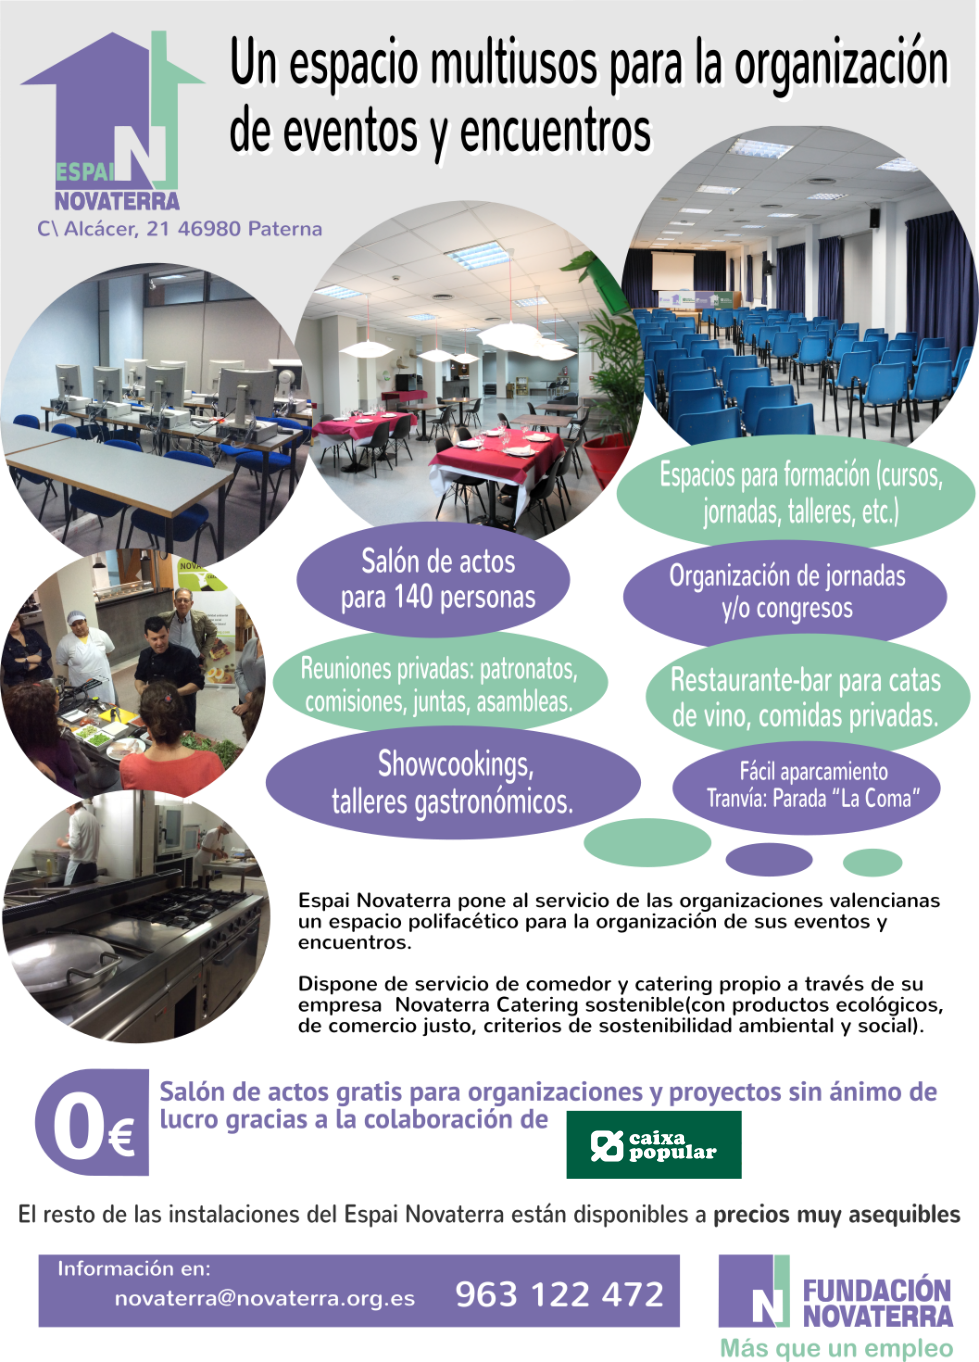 Un espacio multiusos para la organización
de eventos y encuentros
ESPAI N
NOVATERRA
C\ Alcácer, 21 46980 Paterna
Espacios para formación (cursos,
jornadas, talleres, etc.)
Salón de actos
para 140 personas
Organización de jornadas
y/o congresos
Reuniones privadas: patronatos,
comisiones, juntas, asambleas.
Restaurante-bar para catas
de vino, comidas privadas.
Showcookings,
talleres gastronómicos.
Fácil aparcamiento
Tranvía: Parada “La Coma”
Espai Novaterra pone al servicio de las organizaciones valencianas
un espacio polifacético para la organización de sus eventos y
encuentros.
Dispone de servicio de comedor y catering propio a través de su
empresa  Novaterra Catering sostenible(con productos ecológicos,
de comercio justo, criterios de sostenibilidad ambiental y social).
0€
Salón de actos gratis para organizaciones y proyectos sin ánimo de
lucro gracias a la colaboración de
caixa
popular
El resto de las instalaciones del Espai Novaterra están disponibles a precios muy asequibles
Información en:
novaterra@novaterra.org.es
963 122 472
N
FUNDACIÓN
NOVATERRA
Más que un empleo